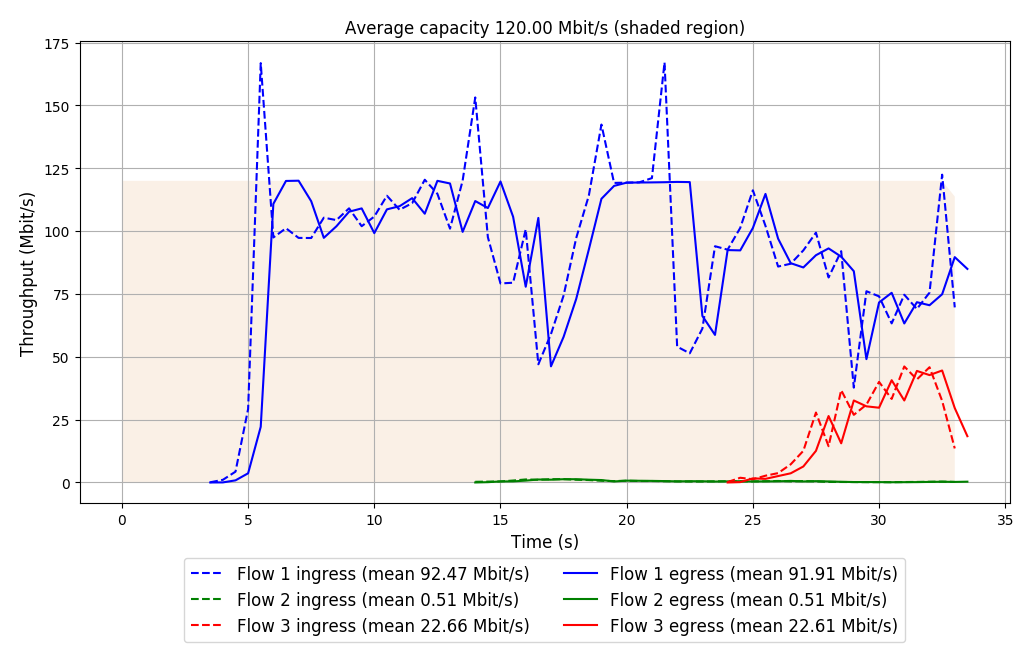 Average capacity 120.00 Mbit/s (shaded region)
175
150
125
100
75
50
25
0
Throughput (Mbit/s)
0 5 10 15 20 25 30 35
Time (s)
Flow 1 ingress (mean 92.47 Mbit/s) Flow 1 egress (mean 91.91 Mbit/s)
Flow 2 ingress (mean 0.51 Mbit/s) Flow 2 egress (mean 0.51 Mbit/s)
Flow 3 ingress (mean 22.66 Mbit/s) Flow 3 egress (mean 22.61 Mbit/s)